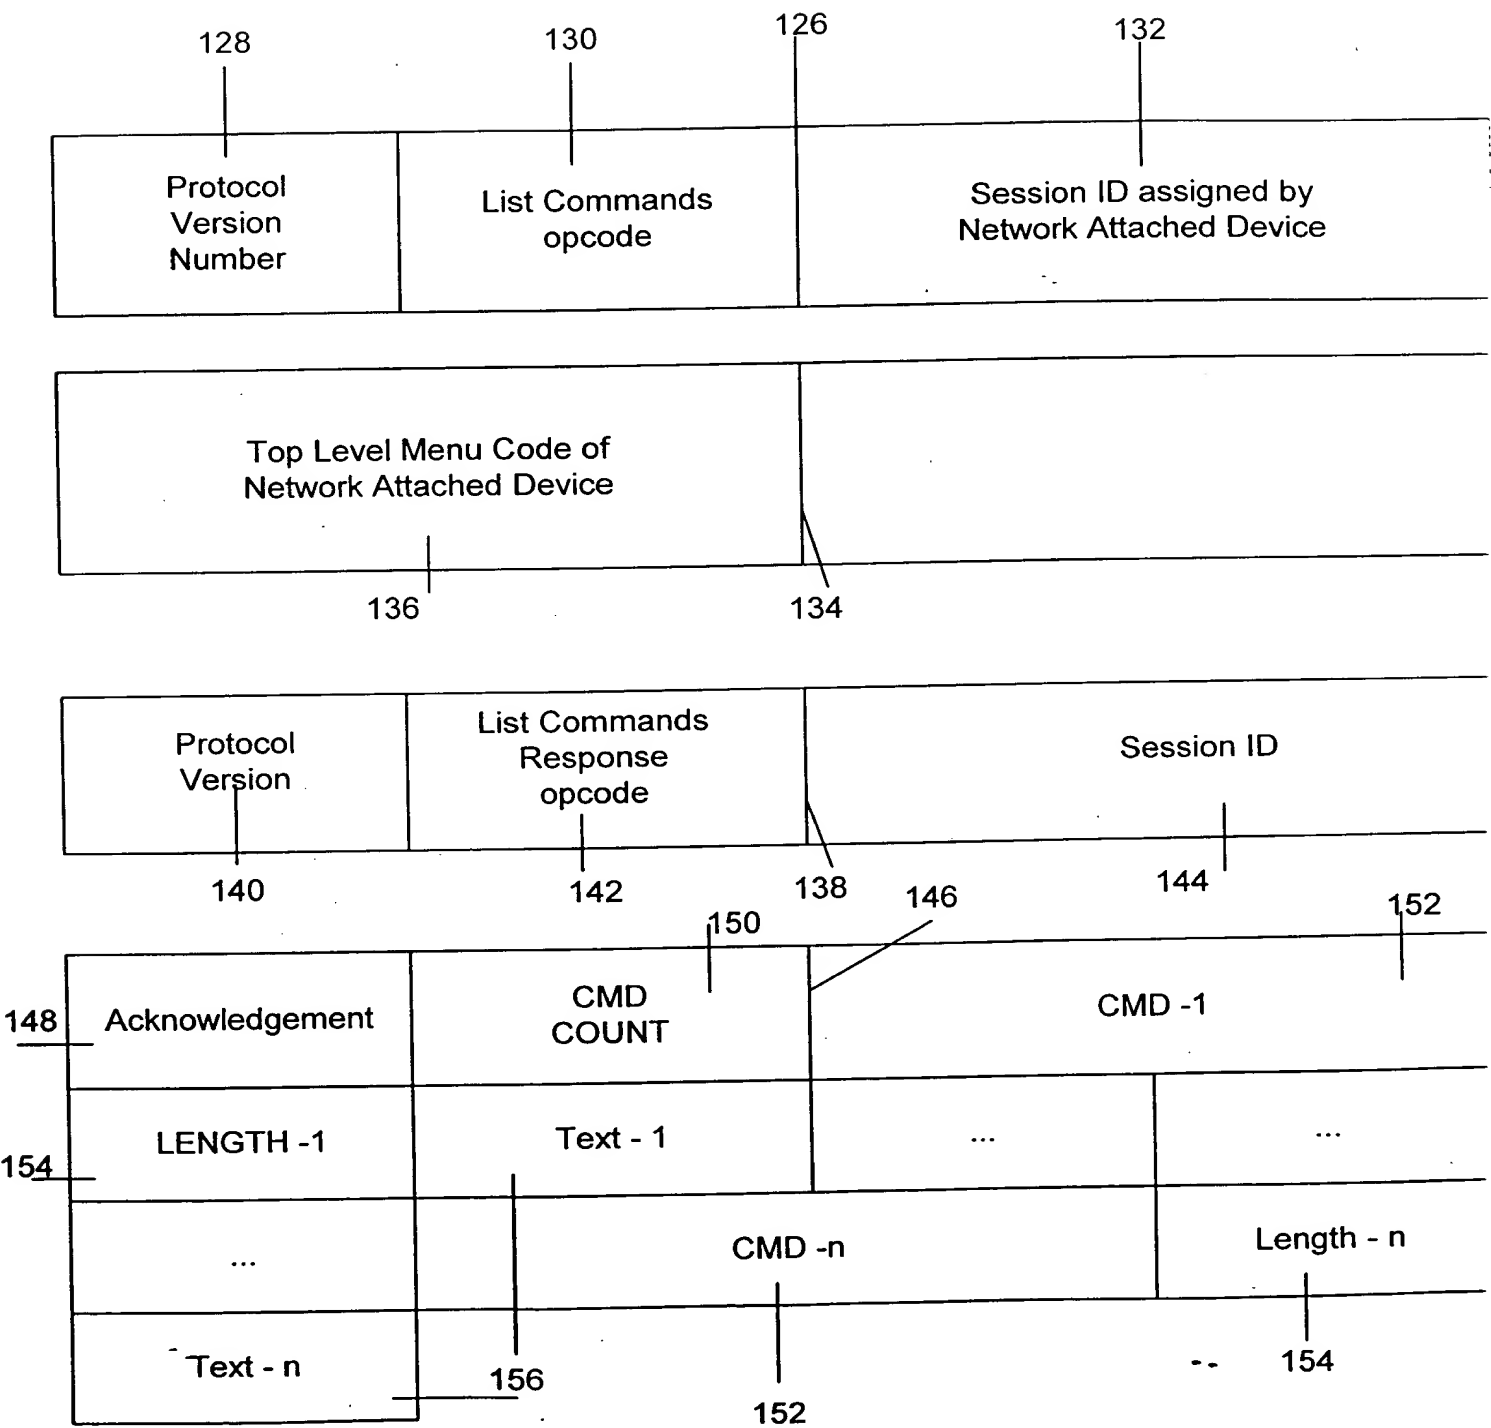 128
130
126
132
Protocol
Version
Number
List Commands
opcode
Session ID assigned by
Network Attached Device
Top Level Menu Code of
Network Attached Device
136
134
Protocol
Version
List Commands
Response
opcode
Session ID
140
142
138
144
146
150
152
148
Acknowledgement
CMD
COUNT
CMD -1
154
LENGTH -1
Text - 1
...
...
...
CMD -n
Length - n
Text - n
156
152
154